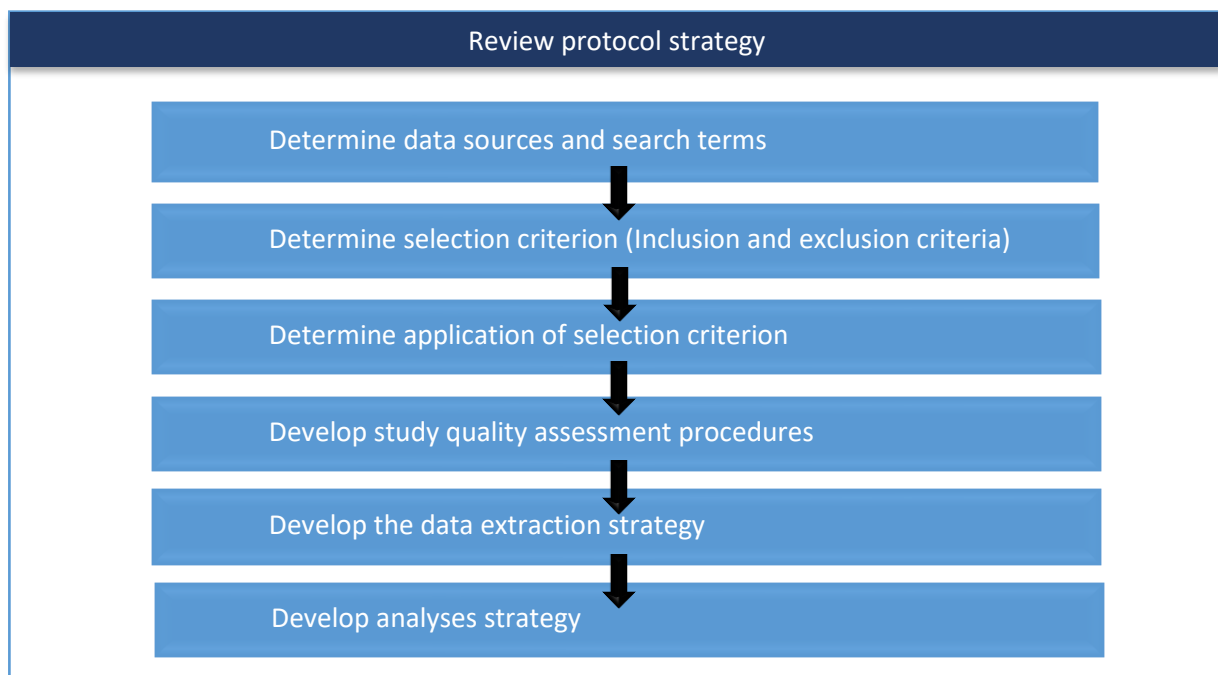 Review protocol strategy
Determine data sources and search terms
Determine selection criterion (Inclusion and exclusion criteria)
Determine application of selection criterion
Develop study quality assessment procedures
Develop the data extraction strategy
Develop analyses strategy